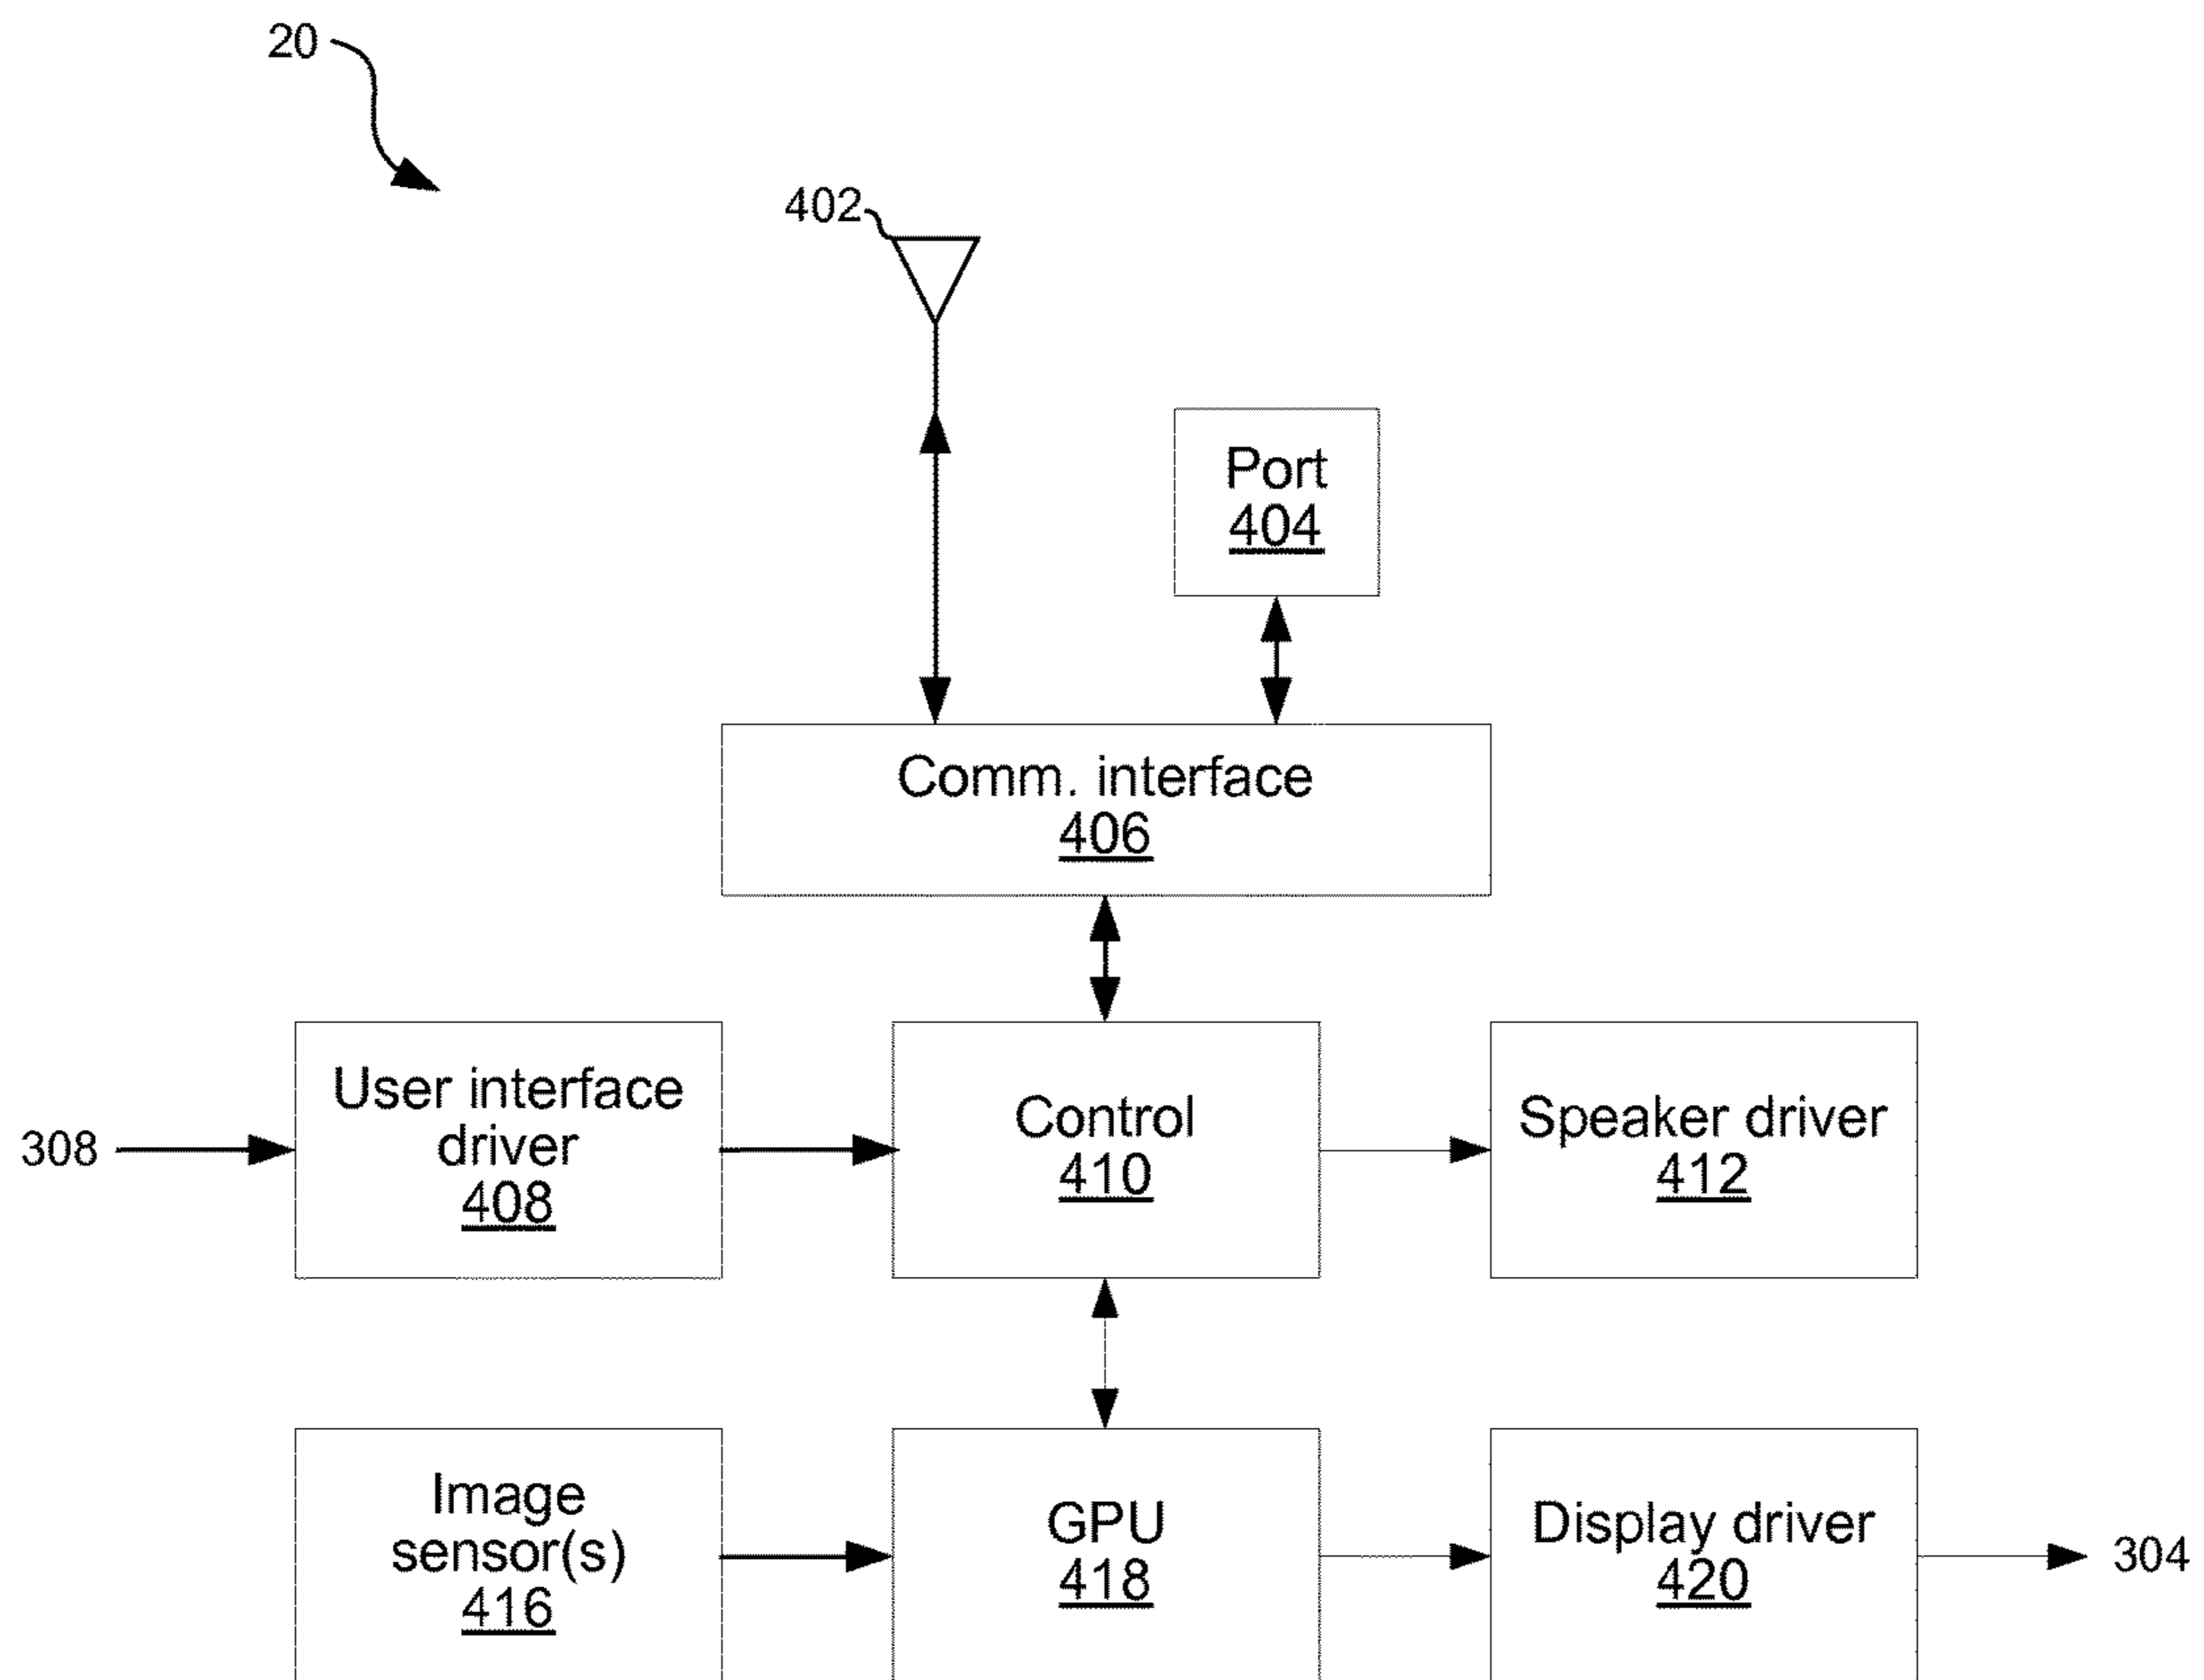 20
402
Port
404
Comm. interface
406
User interface
driver
408
308
Control
410
Speaker driver
412
Image
sensor(s)
416
GPU
418
Display driver
420
304